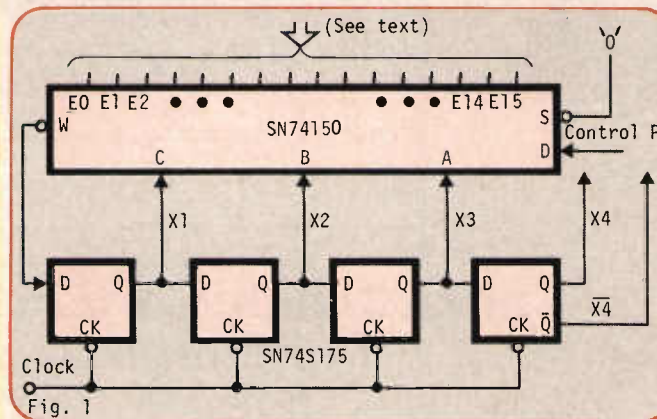 (See text)
'0'
E0 E1 E2 ● ● ● ● ● ● E14 E15
W
SN74150
S
Control P
D
C B A
X1 X2 X3 X4
D Q D Q D Q D Q
X4
CK CK CK CK Q
SN74S175
Clock
Fig. 1